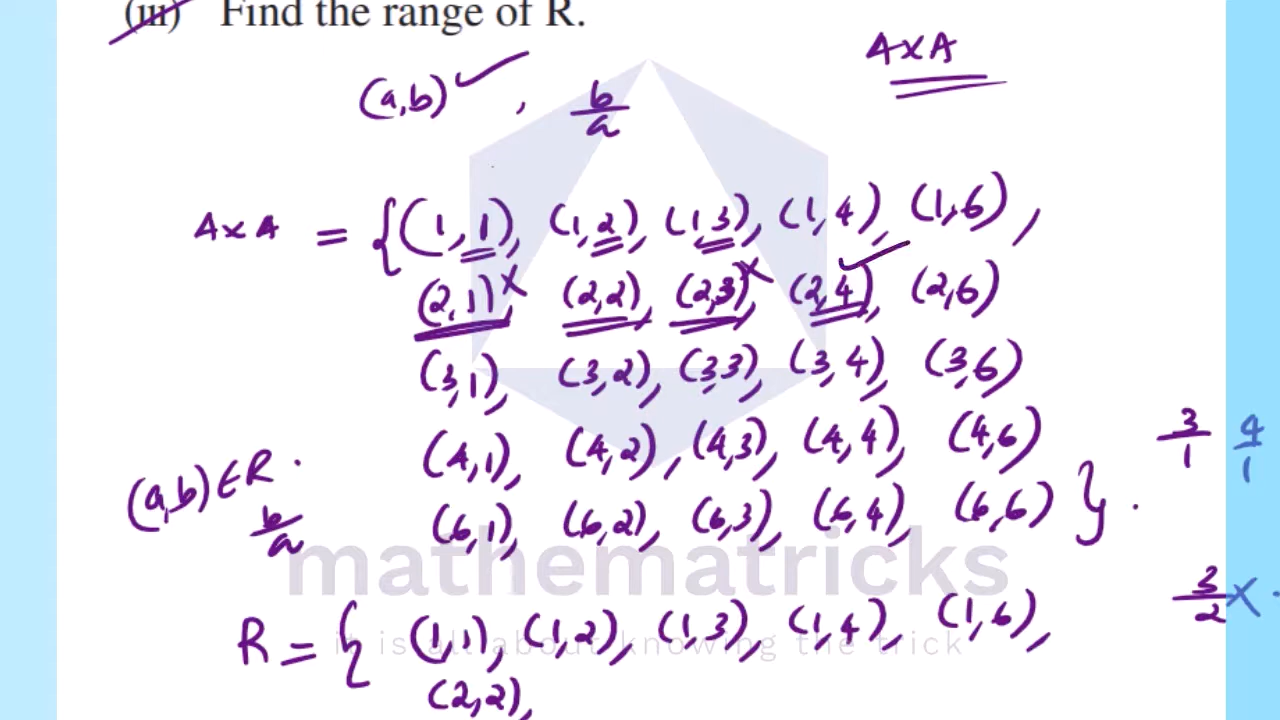 (iii) Find the range of R.
A×A
(a,b) ✓, b/a
A×A = {(1,1), (1,2), (1,3), (1,4), (1,6),
(2,1)×, (2,2), (2,3)×, (2,4)✓, (2,6)
(3,1), (3,2), (3,3), (3,4), (3,6)
(4,1), (4,2), (4,3), (4,4), (4,6)
3/1 4/1
(a,b)∈R.
b/a
(6,1), (6,2), (6,3), (6,4), (6,6) }.
mathematricks
3/2 × .
R = { (1,1), (1,2), (1,3), (1,4), (1,6),
it is all about knowing the trick
(2,2),